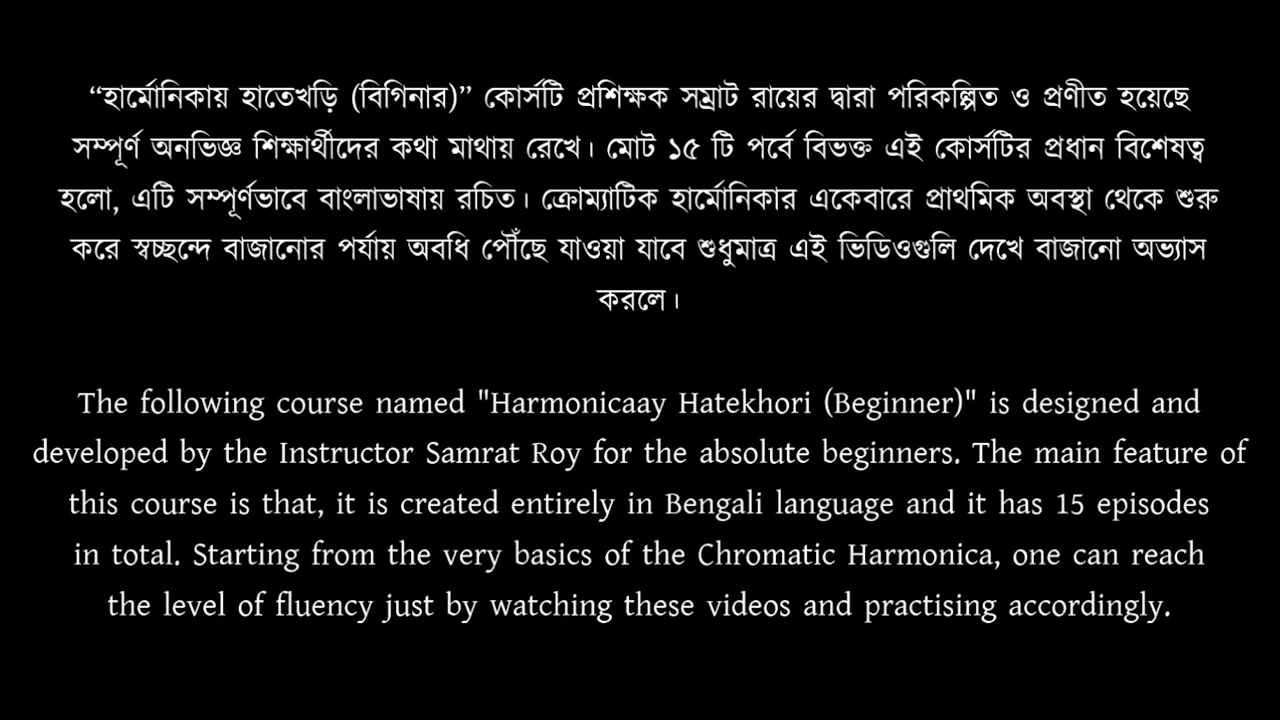 “হার্মোনিকায় হাতেখড়ি (বিগিনার)” কোর্সটি প্রশিক্ষক সম্রাট রায়ের দ্বারা পরিকল্পিত ও প্রণীত হয়েছে
সম্পূর্ণ অনভিজ্ঞ শিক্ষার্থীদের কথা মাথায় রেখে। মোট ১৫ টি পর্বে বিভক্ত এই কোর্সটির প্রধান বিশেষত্ব
হলো, এটি সম্পূর্ণভাবে বাংলাভাষায় রচিত। ক্রোম্যাটিক হার্মোনিকার একেবারে প্রাথমিক অবস্থা থেকে শুরু
করে স্বচ্ছন্দে বাজানোর পর্যায় অবধি পৌঁছে যাওয়া যাবে শুধুমাত্র এই ভিডিওগুলি দেখে বাজানো অভ্যাস
করলে।
The following course named "Harmonicaay Hatekhori (Beginner)" is designed and
developed by the Instructor Samrat Roy for the absolute beginners. The main feature of
this course is that, it is created entirely in Bengali language and it has 15 episodes
in total. Starting from the very basics of the Chromatic Harmonica, one can reach
the level of fluency just by watching these videos and practising accordingly.